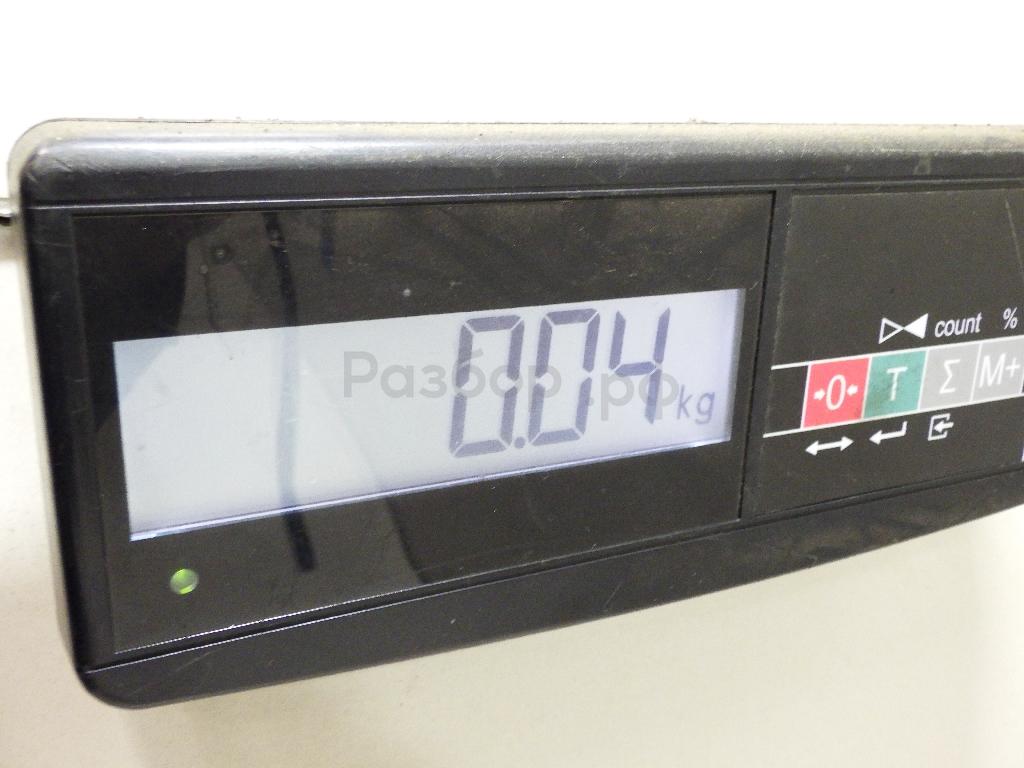 Разбор.рф
0.04 kg
count %
→0← T Σ M+